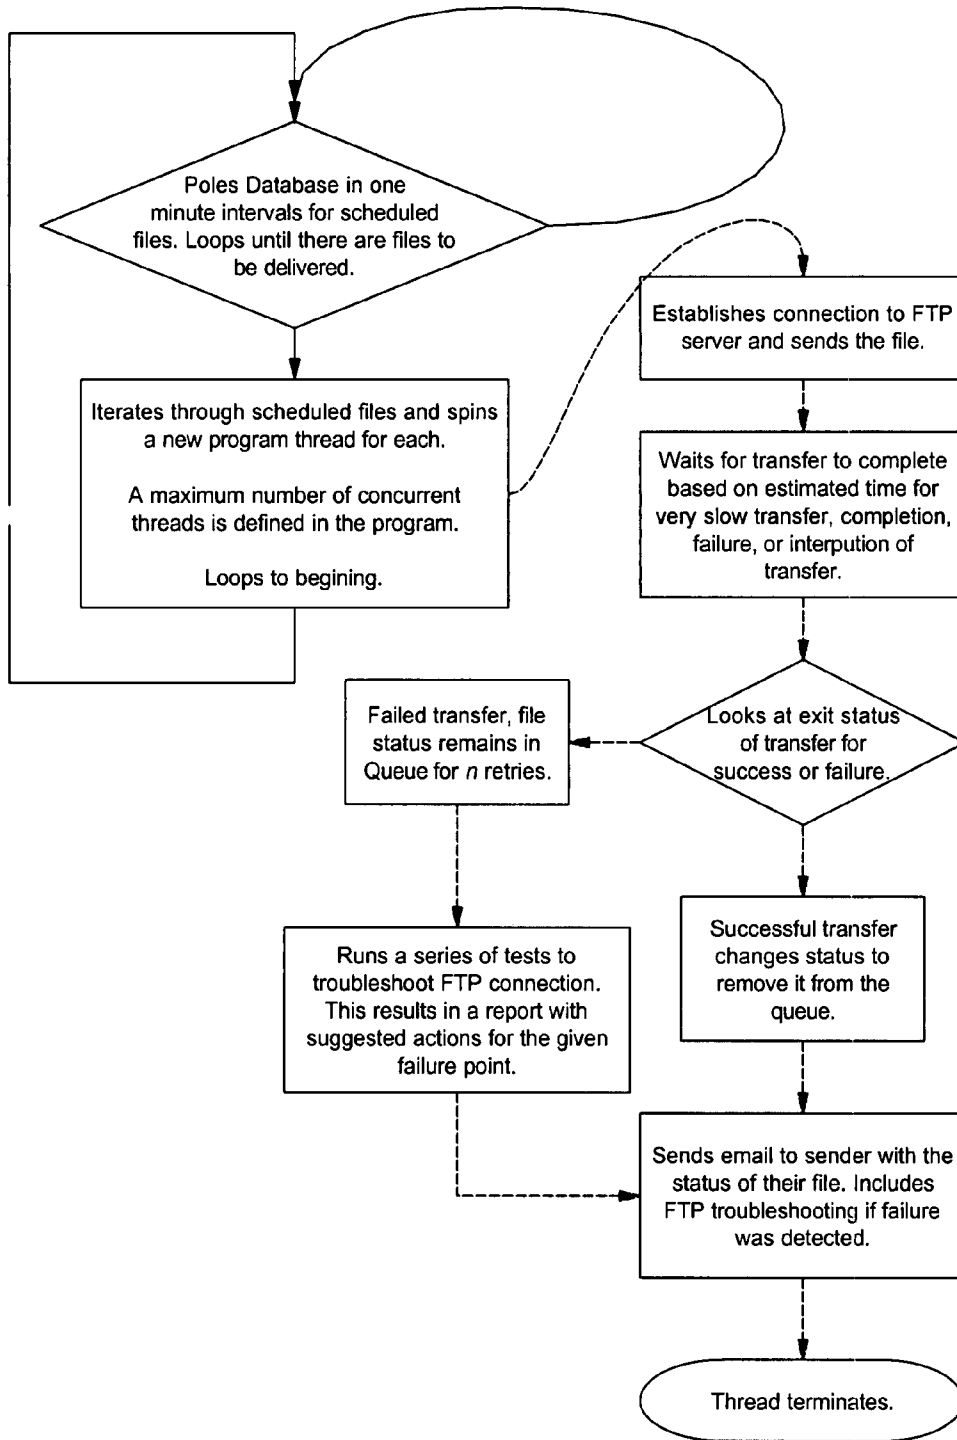 Poles Database in one
minute intervals for scheduled
files. Loops until there are files to
be delivered.
Iterates through scheduled files and spins
a new program thread for each.
A maximum number of concurrent
threads is defined in the program.
Loops to begining.
Establishes connection to FTP
server and sends the file.
Waits for transfer to complete
based on estimated time for
very slow transfer, completion,
failure, or interpution of
transfer.
Looks at exit status
of transfer for
success or failure.
Failed transfer, file
status remains in
Queue for n retries.
Runs a series of tests to
troubleshoot FTP connection.
This results in a report with
suggested actions for the given
failure point.
Successful transfer
changes status to
remove it from the
queue.
Sends email to sender with the
status of their file. Includes
FTP troubleshooting if failure
was detected.
Thread terminates.